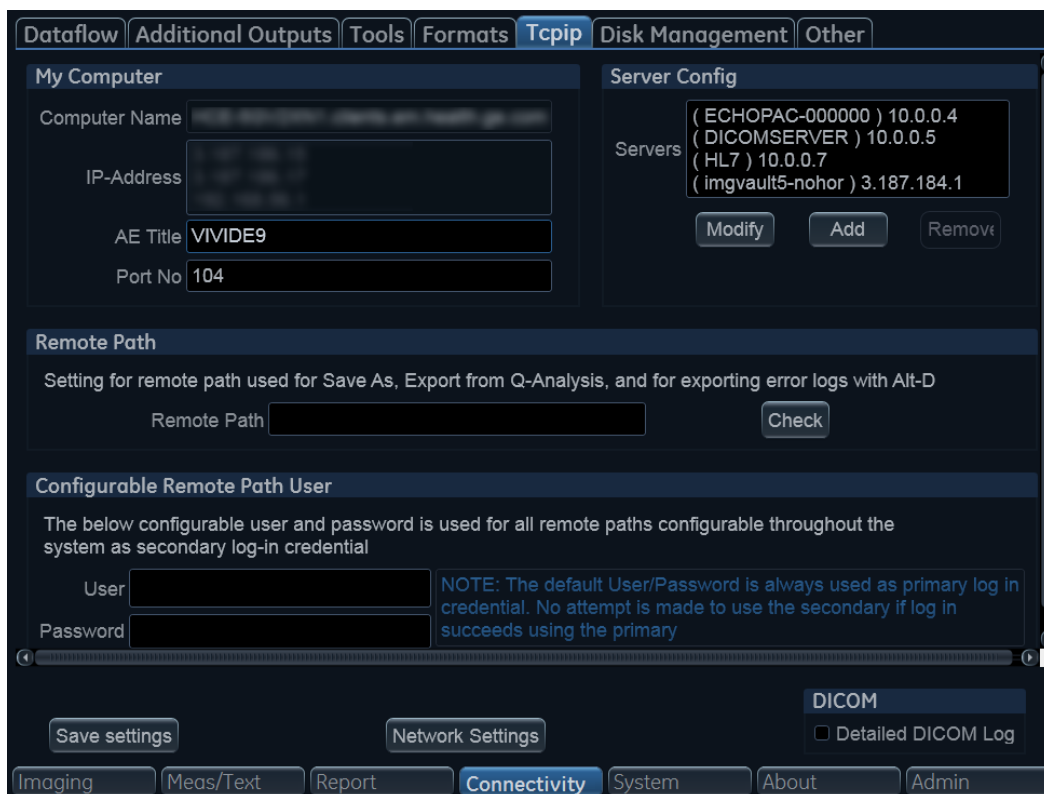 Dataflow Additional Outputs Tools Formats Tcpip Disk Management Other
My Computer
Computer Name
IP-Address
AE Title VIVIDE9
Port No 104
Server Config
Servers
( ECHOPAC-000000 ) 10.0.0.4
( DICOMSERVER ) 10.0.0.5
( HL7 ) 10.0.0.7
( imgvault5-nohor ) 3.187.184.1
Modify Add Remove
Remote Path
Setting for remote path used for Save As, Export from Q-Analysis, and for exporting error logs with Alt-D
Remote Path Check
Configurable Remote Path User
The below configurable user and password is used for all remote paths configurable throughout the
system as secondary log-in credential
User
Password
NOTE: The default User/Password is always used as primary log in
credential. No attempt is made to use the secondary if log in
succeeds using the primary
DICOM
Detailed DICOM Log
Save settings Network Settings
Imaging Meas/Text Report Connectivity System About Admin